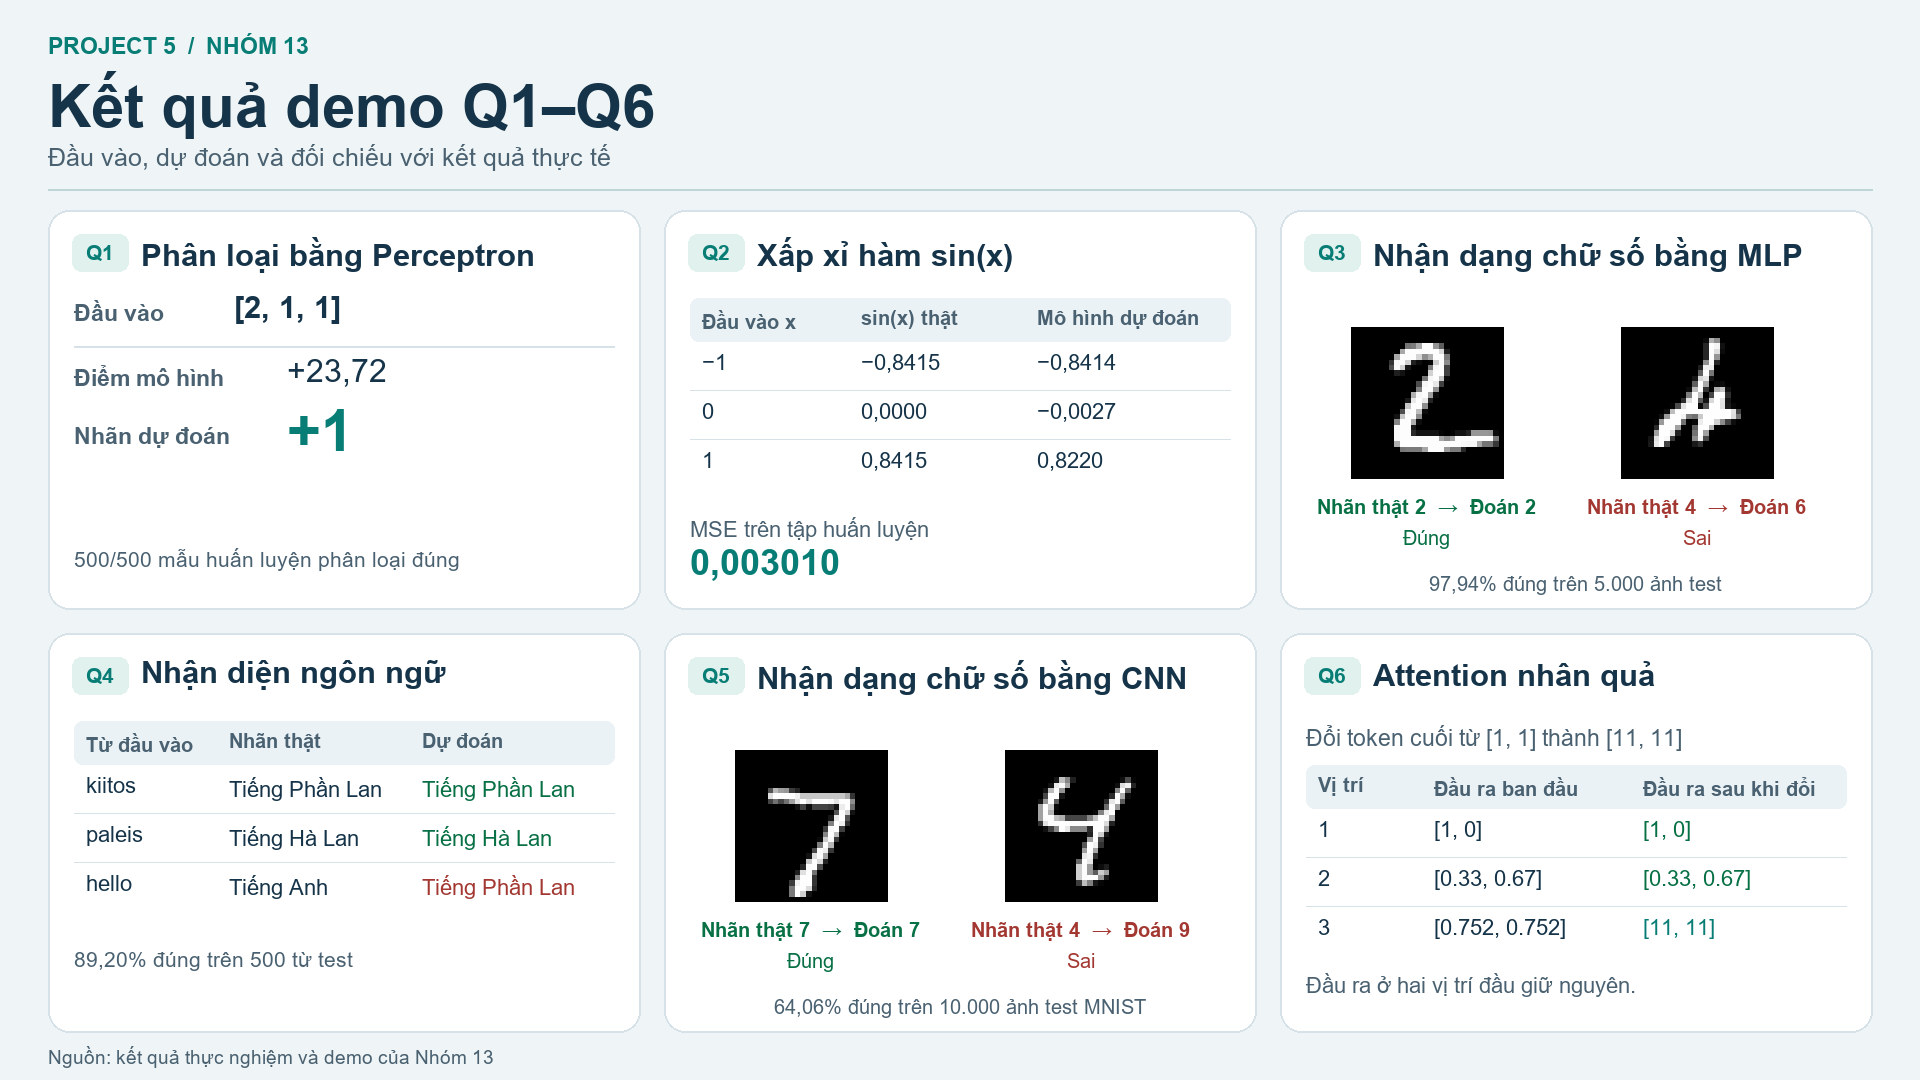 PROJECT 5 / NHÓM 13
Kết quả demo Q1–Q6
Đầu vào, dự đoán và đối chiếu với kết quả thực tế
Q1 Phân loại bằng Perceptron
Đầu vào [2, 1, 1]
Điểm mô hình +23,72
Nhãn dự đoán +1
500/500 mẫu huấn luyện phân loại đúng
Q2 Xấp xỉ hàm sin(x)
Đầu vào x sin(x) thật Mô hình dự đoán
−1 −0,8415 −0,8414
0 0,0000 −0,0027
1 0,8415 0,8220
MSE trên tập huấn luyện
0,003010
Q3 Nhận dạng chữ số bằng MLP
2 4
Nhãn thật 2 → Đoán 2 Nhãn thật 4 → Đoán 6
Đúng Sai
97,94% đúng trên 5.000 ảnh test
Q4 Nhận diện ngôn ngữ
Từ đầu vào Nhãn thật Dự đoán
kiitos Tiếng Phần Lan Tiếng Phần Lan
paleis Tiếng Hà Lan Tiếng Hà Lan
hello Tiếng Anh Tiếng Phần Lan
89,20% đúng trên 500 từ test
Q5 Nhận dạng chữ số bằng CNN
7 4
Nhãn thật 7 → Đoán 7 Nhãn thật 4 → Đoán 9
Đúng Sai
64,06% đúng trên 10.000 ảnh test MNIST
Q6 Attention nhân quả
Đổi token cuối từ [1, 1] thành [11, 11]
Vị trí Đầu ra ban đầu Đầu ra sau khi đổi
1 [1, 0] [1, 0]
2 [0.33, 0.67] [0.33, 0.67]
3 [0.752, 0.752] [11, 11]
Đầu ra ở hai vị trí đầu giữ nguyên.
Nguồn: kết quả thực nghiệm và demo của Nhóm 13